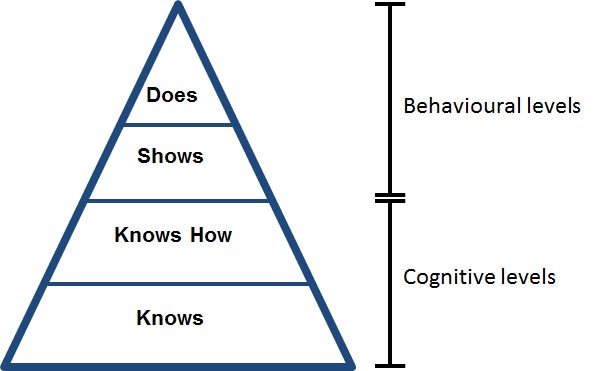 Does
Behavioural levels
Shows
Knows How
Cognitive levels
Knows